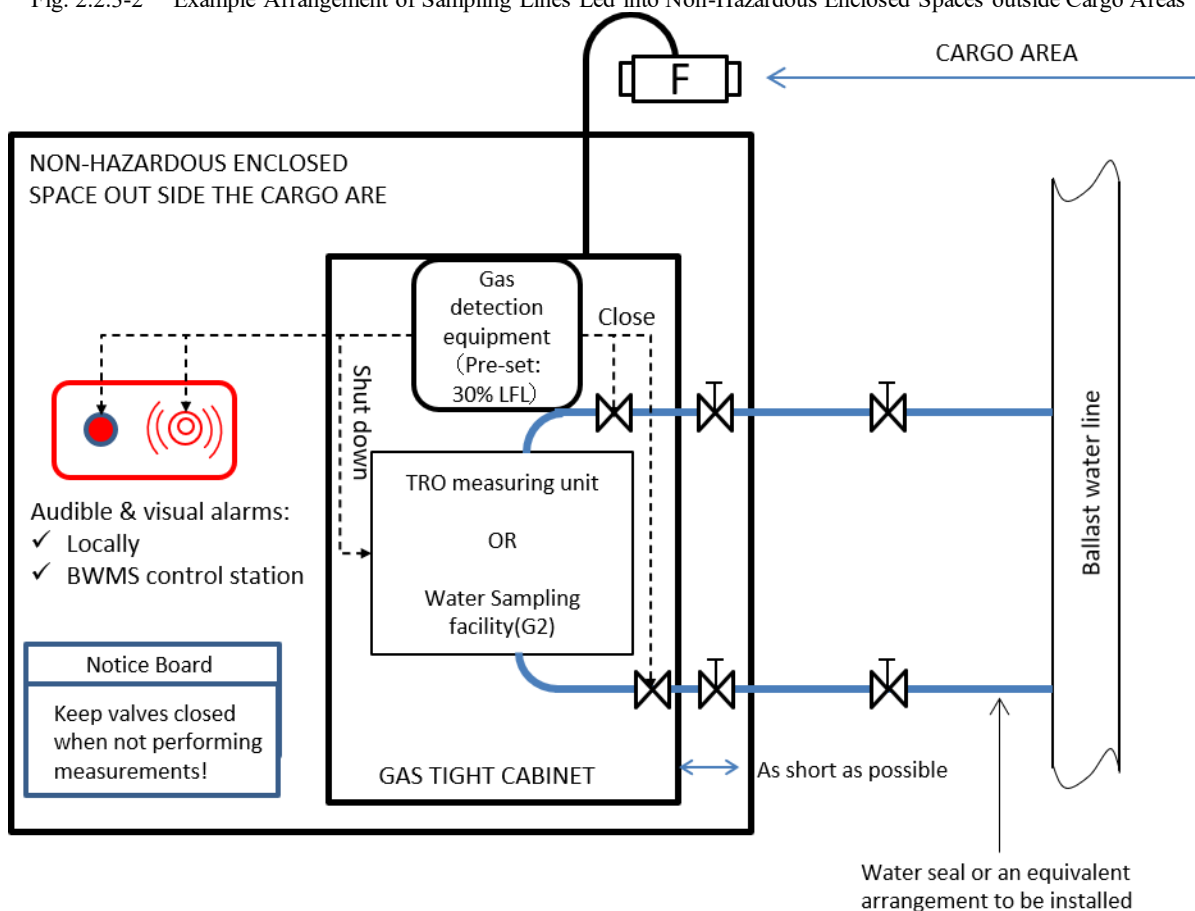 Fig. 2.2.3-2 Example Arrangement of Sampling Lines Led into Non-Hazardous Enclosed Spaces outside Cargo Areas
CARGO AREA
F
NON-HAZARDOUS ENCLOSED
SPACE OUT SIDE THE CARGO ARE
Gas
detection
equipment
(Pre-set:
30% LFL)
Close
Shut down
TRO measuring unit
OR
Water Sampling
facility(G2)
Audible & visual alarms:
✓ Locally
✓ BWMS control station
Ballast water line
Notice Board
Keep valves closed
when not performing
measurements!
GAS TIGHT CABINET
As short as possible
Water seal or an equivalent
arrangement to be installed